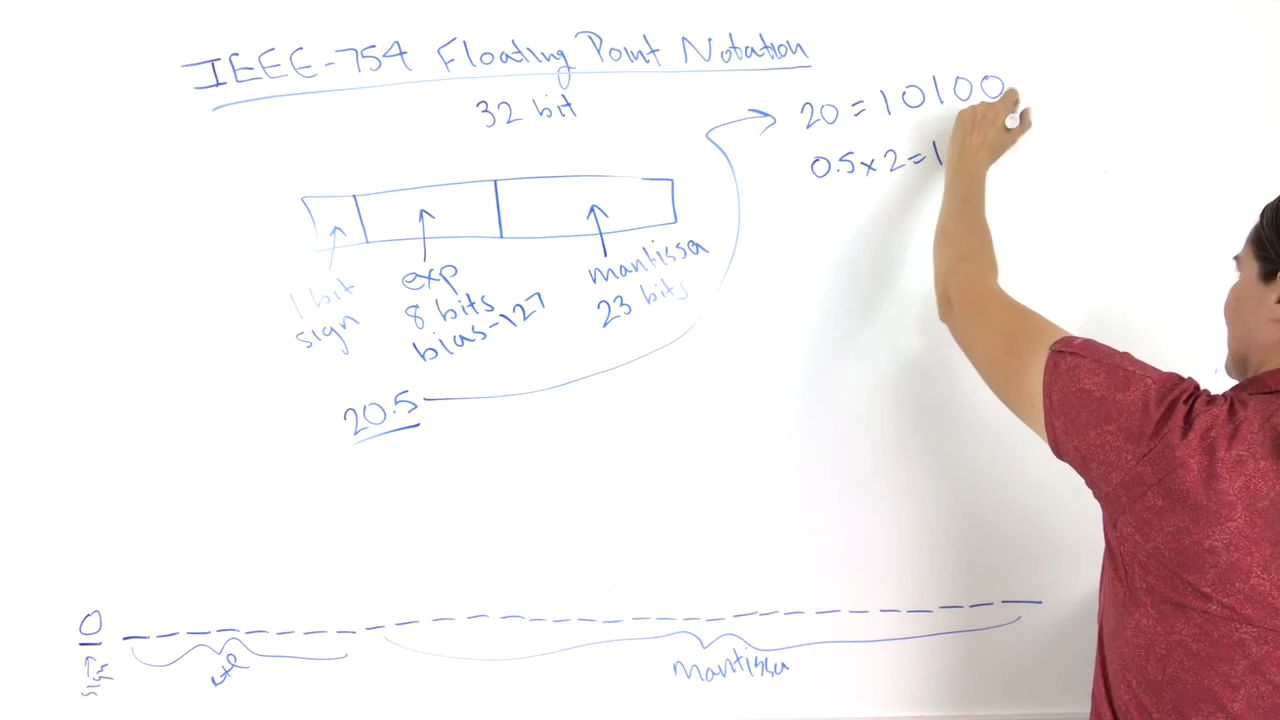 IEEE-754 Floating Point Notation
32 bit
20 = 10100
0.5 x 2 = 1
1 bit
sign
exp
8 bits
bias-127
mantissa
23 bits
20.5
0
exp
mantissa